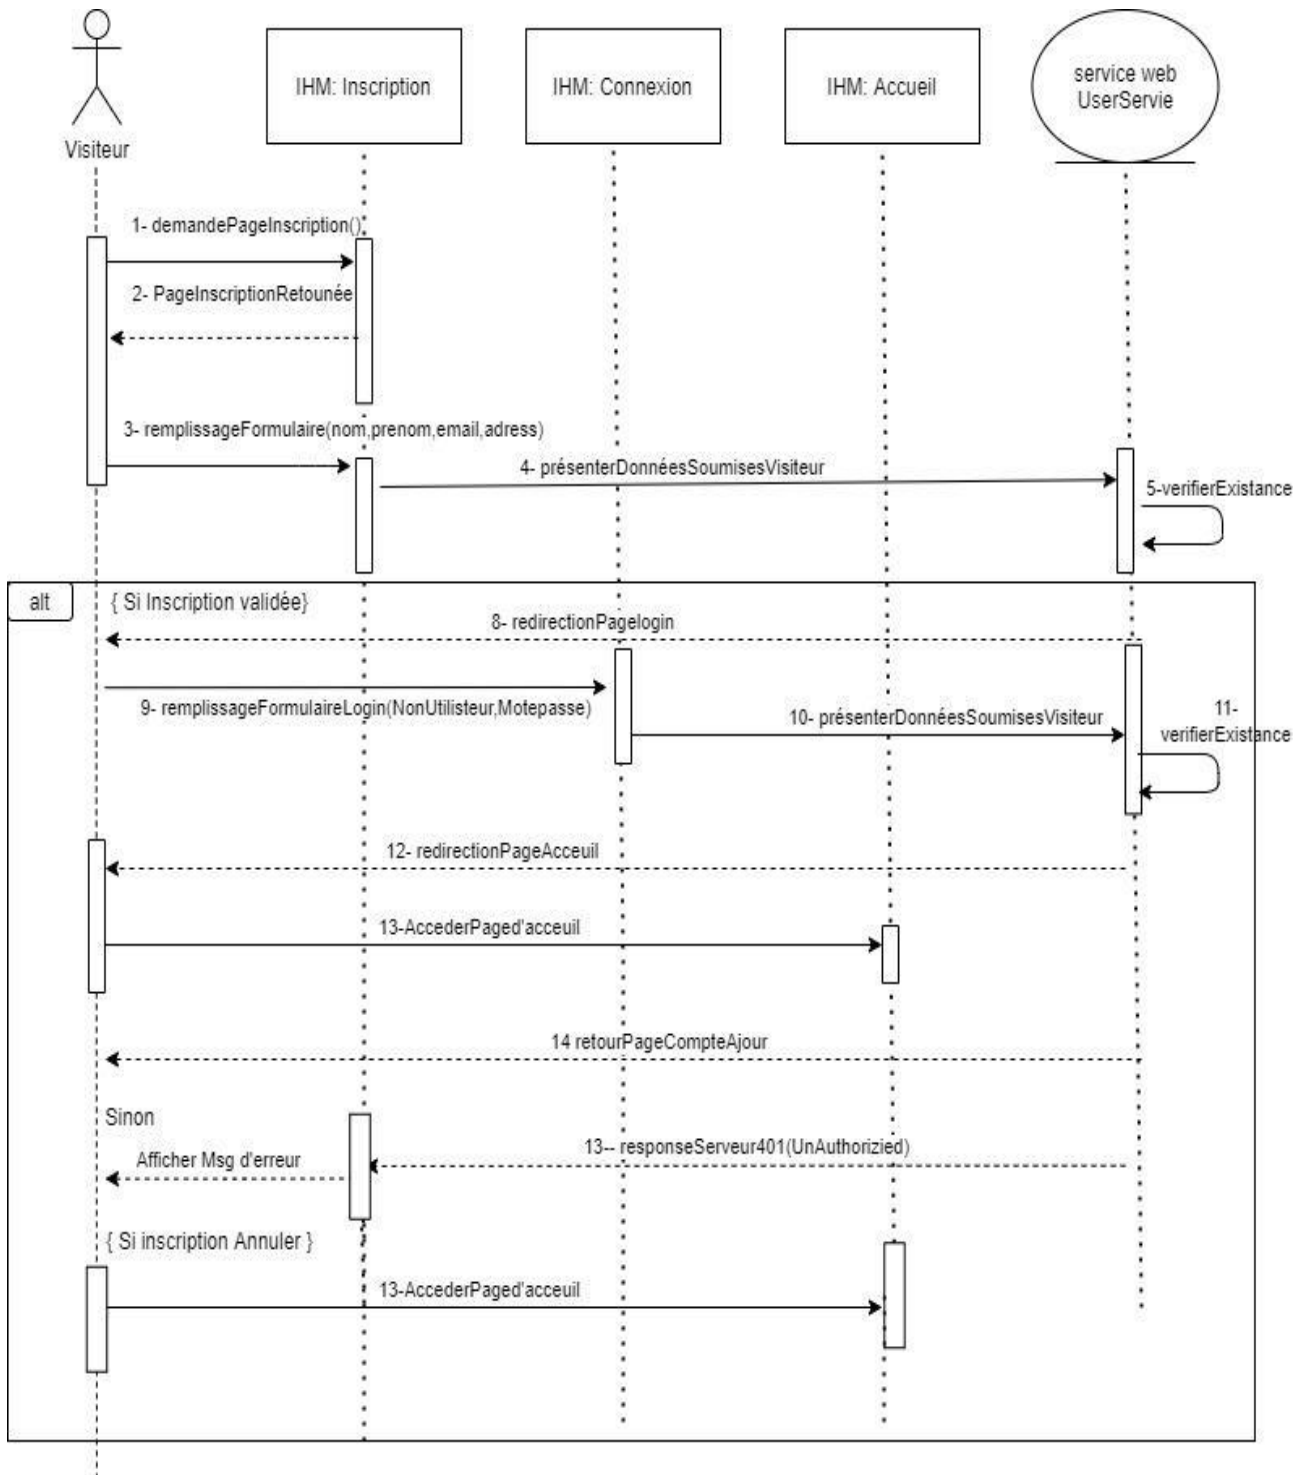 Visiteur
IHM: Inscription
IHM: Connexion
IHM: Accueil
service web
UserServie
1- demandePageInscription()
2- PageInscriptionRetounée
3- remplissageFormulaire(nom,prenom,email,adress)
4- présenterDonnéesSoumisesVisiteur
5-verifierExistance
alt
{ Si Inscription validée}
8- redirectionPagelogin
9- remplissageFormulaireLogin(NonUtilisteur,Motepasse)
10- présenterDonnéesSoumisesVisiteur
11-
verifierExistance
12- redirectionPageAcceuil
13-AccederPaged'acceuil
14 retourPageCompteAjour
Sinon
13-- responseServeur401(UnAuthorizied)
Afficher Msg d'erreur
{ Si inscription Annuler }
13-AccederPaged'acceuil